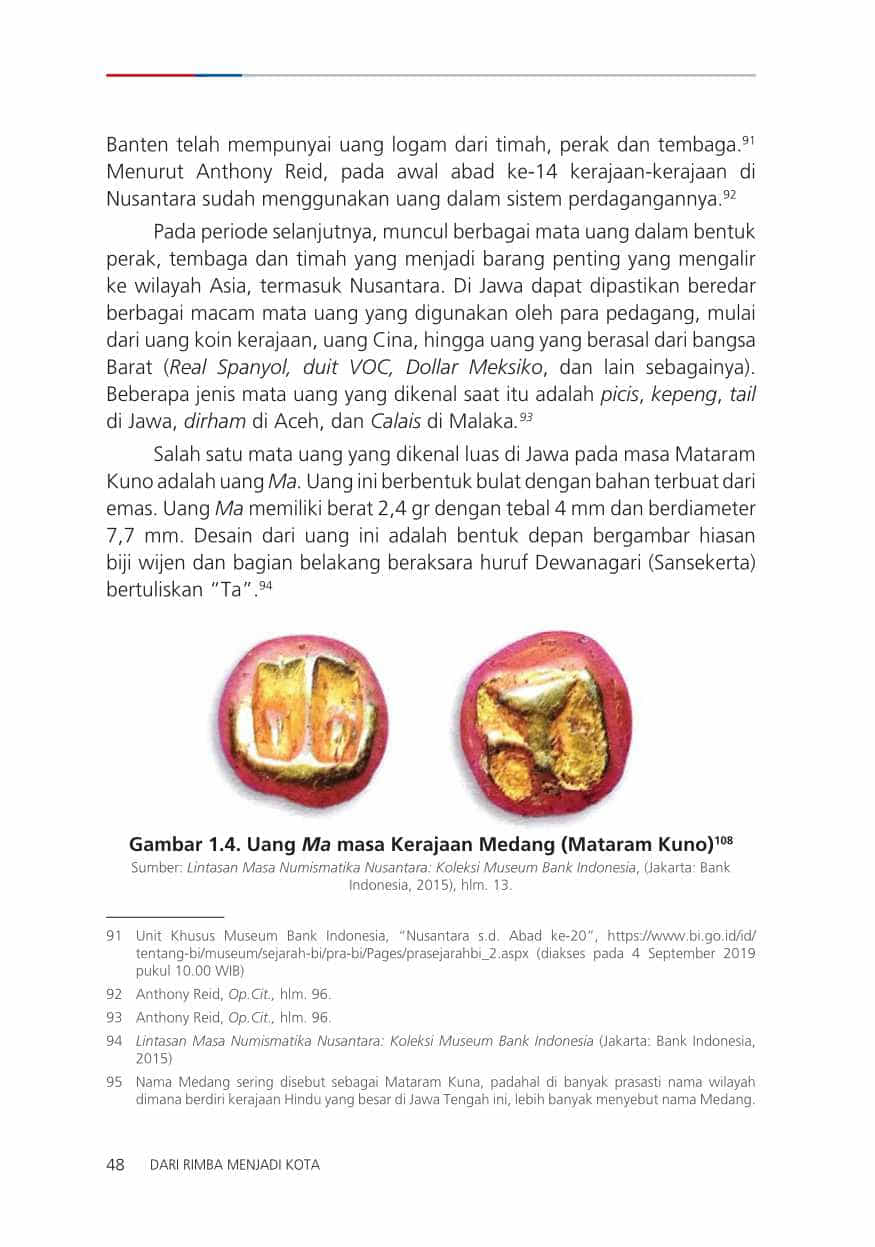 Banten telah mempunyai uang logam dari timah, perak dan tembaga.91
Menurut Anthony Reid, pada awal abad ke-14 kerajaan-kerajaan di
Nusantara sudah menggunakan uang dalam sistem perdagangannya.92
Pada periode selanjutnya, muncul berbagai mata uang dalam bentuk
perak, tembaga dan timah yang menjadi barang penting yang mengalir
ke wilayah Asia, termasuk Nusantara. Di Jawa dapat dipastikan beredar
berbagai macam mata uang yang digunakan oleh para pedagang, mulai
dari uang koin kerajaan, uang Cina, hingga uang yang berasal dari bangsa
Barat (Real Spanyol, duit VOC, Dollar Meksiko, dan lain sebagainya).
Beberapa jenis mata uang yang dikenal saat itu adalah picis, kepeng, tail
di Jawa, dirham di Aceh, dan Calais di Malaka.93
Salah satu mata uang yang dikenal luas di Jawa pada masa Mataram
Kuno adalah uang Ma. Uang ini berbentuk bulat dengan bahan terbuat dari
emas. Uang Ma memiliki berat 2,4 gr dengan tebal 4 mm dan berdiameter
7,7 mm. Desain dari uang ini adalah bentuk depan bergambar hiasan
biji wijen dan bagian belakang beraksara huruf Dewanagari (Sansekerta)
bertuliskan “Ta”.94
Gambar 1.4. Uang Ma masa Kerajaan Medang (Mataram Kuno)108
Sumber: Lintasan Masa Numismatika Nusantara: Koleksi Museum Bank Indonesia, (Jakarta: Bank
Indonesia, 2015), hlm. 13.
91 Unit Khusus Museum Bank Indonesia, “Nusantara s.d. Abad ke-20”, https://www.bi.go.id/id/
tentang-bi/museum/sejarah-bi/pra-bi/Pages/prasejarahbi_2.aspx (diakses pada 4 September 2019
pukul 10.00 WIB)
92 Anthony Reid, Op.Cit., hlm. 96.
93 Anthony Reid, Op.Cit., hlm. 96.
94 Lintasan Masa Numismatika Nusantara: Koleksi Museum Bank Indonesia (Jakarta: Bank Indonesia,
2015)
95 Nama Medang sering disebut sebagai Mataram Kuna, padahal di banyak prasasti nama wilayah
dimana berdiri kerajaan Hindu yang besar di Jawa Tengah ini, lebih banyak menyebut nama Medang.
48 DARI RIMBA MENJADI KOTA